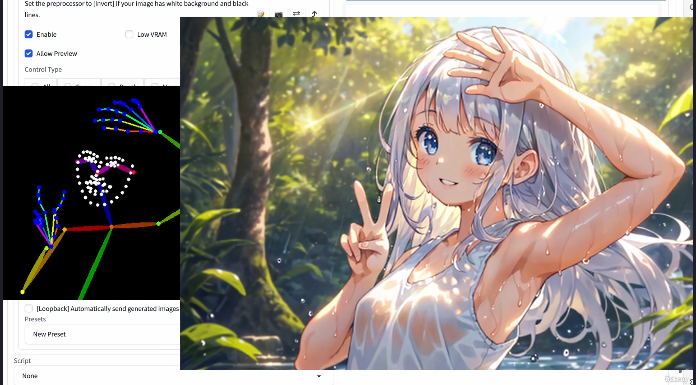 Set the preprocessor to [invert] If your image has white background and black
lines.
Enable
Low VRAM
Allow Preview
Control Type
[Loopback] Automatically send generated images
Presets
New Preset
Script
None